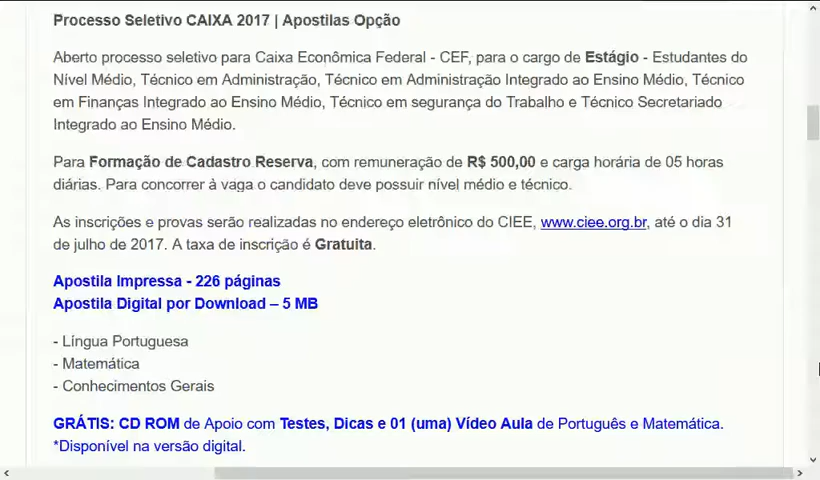 Processo Seletivo CAIXA 2017 | Apostilas Opção
Aberto processo seletivo para Caixa Econômica Federal - CEF, para o cargo de Estágio - Estudantes do
Nível Médio, Técnico em Administração, Técnico em Administração Integrado ao Ensino Médio, Técnico
em Finanças Integrado ao Ensino Médio, Técnico em segurança do Trabalho e Técnico Secretariado
Integrado ao Ensino Médio.
Para Formação de Cadastro Reserva, com remuneração de R$ 500,00 e carga horária de 05 horas
diárias. Para concorrer à vaga o candidato deve possuir nível médio e técnico.
As inscrições e provas serão realizadas no endereço eletrônico do CIEE, www.ciee.org.br, até o dia 31
de julho de 2017. A taxa de inscrição é Gratuita.
Apostila Impressa - 226 páginas
Apostila Digital por Download – 5 MB
- Língua Portuguesa
- Matemática
- Conhecimentos Gerais
GRÁTIS: CD ROM de Apoio com Testes, Dicas e 01 (uma) Vídeo Aula de Português e Matemática.
*Disponível na versão digital.